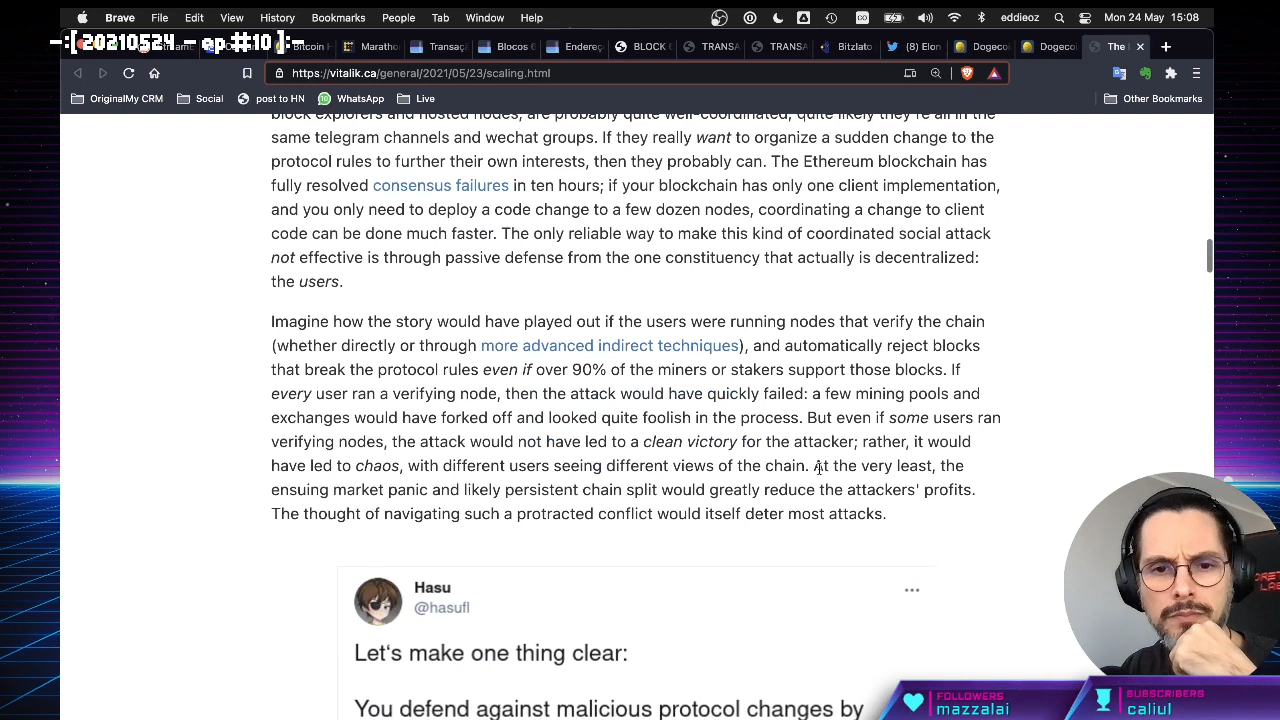 Brave File Edit View History Bookmarks People Tab Window Help eddieoz Mon 24 May 15:08
-:[ 20210524 - ep #10 ]:-
Bitcoin H Marathon Transaç Blocos 6 Endereç BLOCK C TRANSA TRANSA Bitzlato (8) Elon Dogeco Dogeco The L
https://vitalik.ca/general/2021/05/23/scaling.html
OriginalMy CRM Social post to HN WhatsApp Live Other Bookmarks
block explorers and hosted nodes, are probably quite well-coordinated; quite likely they're all in the
same telegram channels and wechat groups. If they really want to organize a sudden change to the
protocol rules to further their own interests, then they probably can. The Ethereum blockchain has
fully resolved consensus failures in ten hours; if your blockchain has only one client implementation,
and you only need to deploy a code change to a few dozen nodes, coordinating a change to client
code can be done much faster. The only reliable way to make this kind of coordinated social attack
not effective is through passive defense from the one constituency that actually is decentralized:
the users.
Imagine how the story would have played out if the users were running nodes that verify the chain
(whether directly or through more advanced indirect techniques), and automatically reject blocks
that break the protocol rules even if over 90% of the miners or stakers support those blocks. If
every user ran a verifying node, then the attack would have quickly failed: a few mining pools and
exchanges would have forked off and looked quite foolish in the process. But even if some users ran
verifying nodes, the attack would not have led to a clean victory for the attacker; rather, it would
have led to chaos, with different users seeing different views of the chain. At the very least, the
ensuing market panic and likely persistent chain split would greatly reduce the attackers' profits.
The thought of navigating such a protracted conflict would itself deter most attacks.
Hasu
@hasufl
Let's make one thing clear:
You defend against malicious protocol changes by
FOLLOWERS
mazzalai
SUBSCRIBERS
caliul